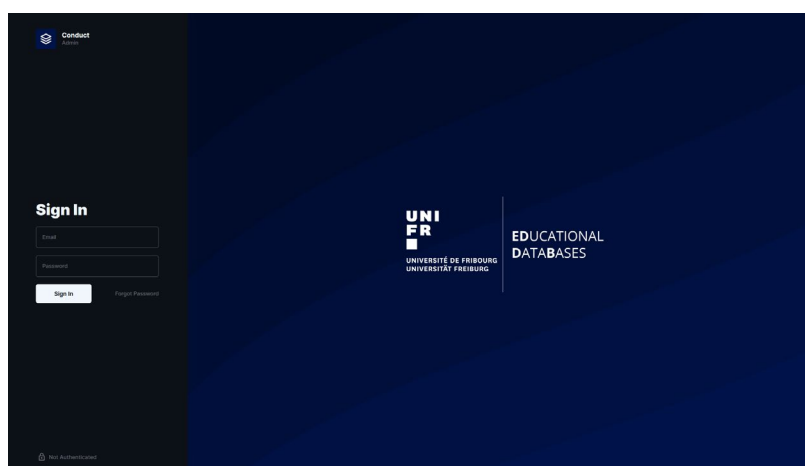 Conduct
Admin
Sign In
Email
Password
Sign In
Forgot Password
Not Authenticated
UNI
FR
UNIVERSITÉ DE FRIBOURG
UNIVERSITÄT FREIBURG
EDUCATIONAL
DATABASES